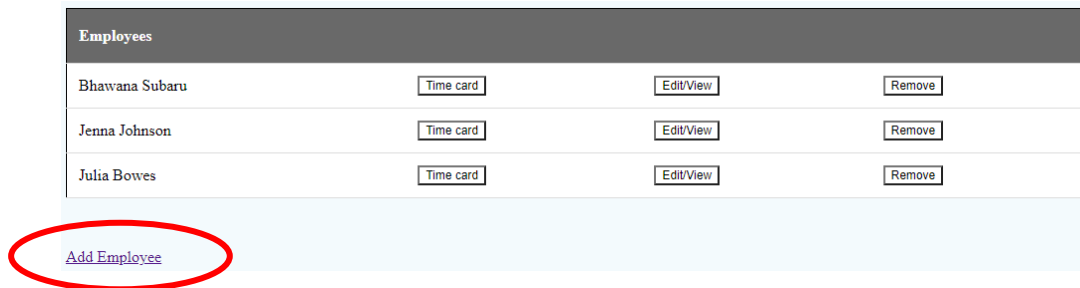 Employees
Bhawana Subaru Time card Edit/View Remove
Jenna Johnson Time card Edit/View Remove
Julia Bowes Time card Edit/View Remove
Add Employee